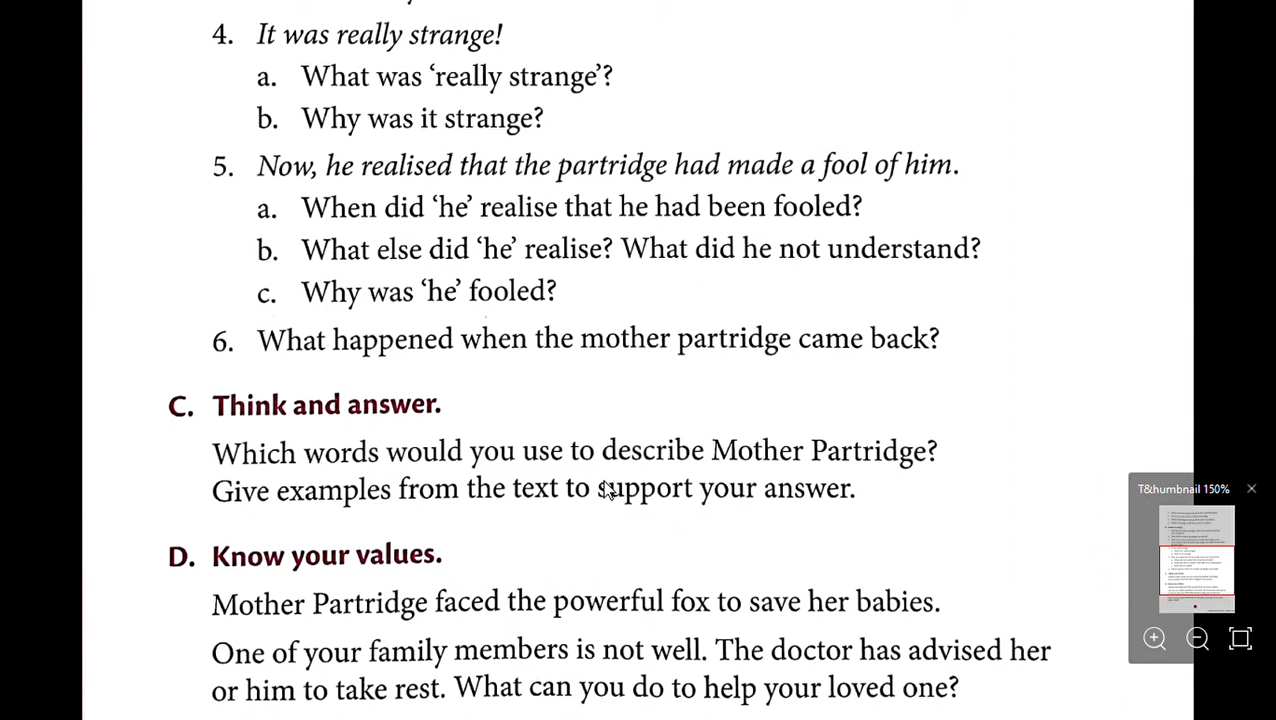 4. It was really strange!
a. What was ‘really strange’?
b. Why was it strange?
5. Now, he realised that the partridge had made a fool of him.
a. When did ‘he’ realise that he had been fooled?
b. What else did ‘he’ realise? What did he not understand?
c. Why was ‘he’ fooled?
6. What happened when the mother partridge came back?
C. Think and answer.
Which words would you use to describe Mother Partridge?
Give examples from the text to support your answer.
T&humbnail 150%
D. Know your values.
Mother Partridge faced the powerful fox to save her babies.
One of your family members is not well. The doctor has advised her
or him to take rest. What can you do to help your loved one?